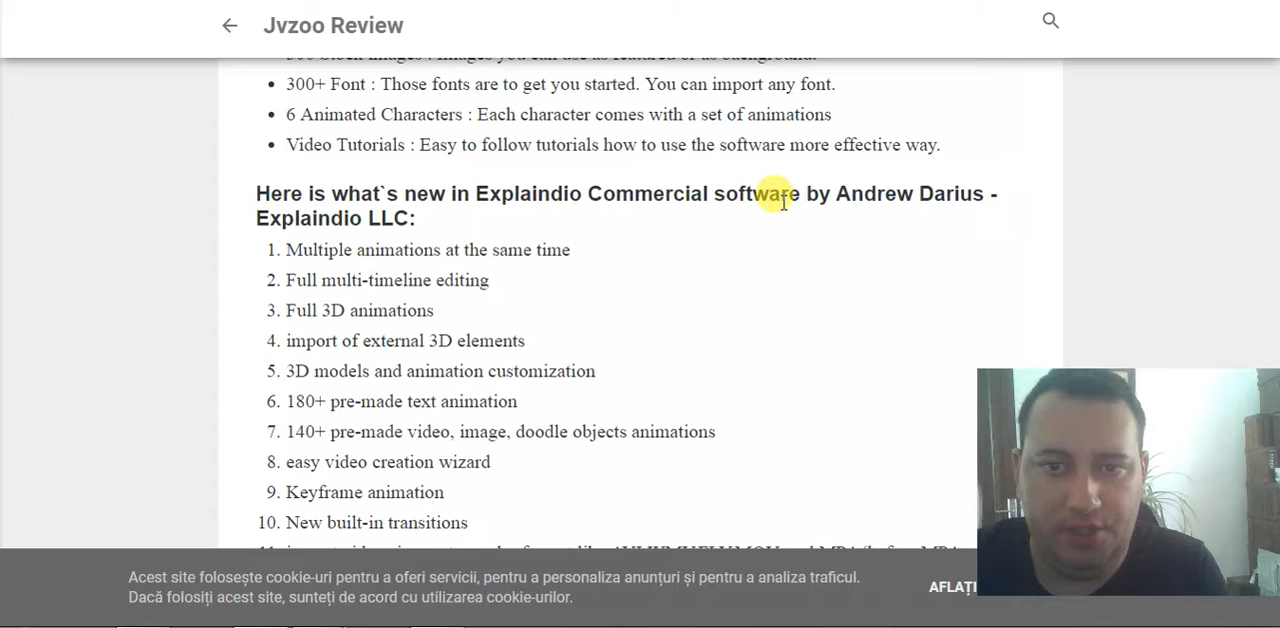 Jvzoo Review
300+ Font : Those fonts are to get you started. You can import any font.
6 Animated Characters : Each character comes with a set of animations
Video Tutorials : Easy to follow tutorials how to use the software more effective way.
Here is what`s new in Explaindio Commercial software by Andrew Darius -
Explaindio LLC:
1. Multiple animations at the same time
2. Full multi-timeline editing
3. Full 3D animations
4. import of external 3D elements
5. 3D models and animation customization
6. 180+ pre-made text animation
7. 140+ pre-made video, image, doodle objects animations
8. easy video creation wizard
9. Keyframe animation
10. New built-in transitions
Acest site folosește cookie-uri pentru a oferi servicii, pentru a personaliza anunțuri și pentru a analiza traficul.
Dacă folosiți acest site, sunteți de acord cu utilizarea cookie-urilor.
AFLAȚI